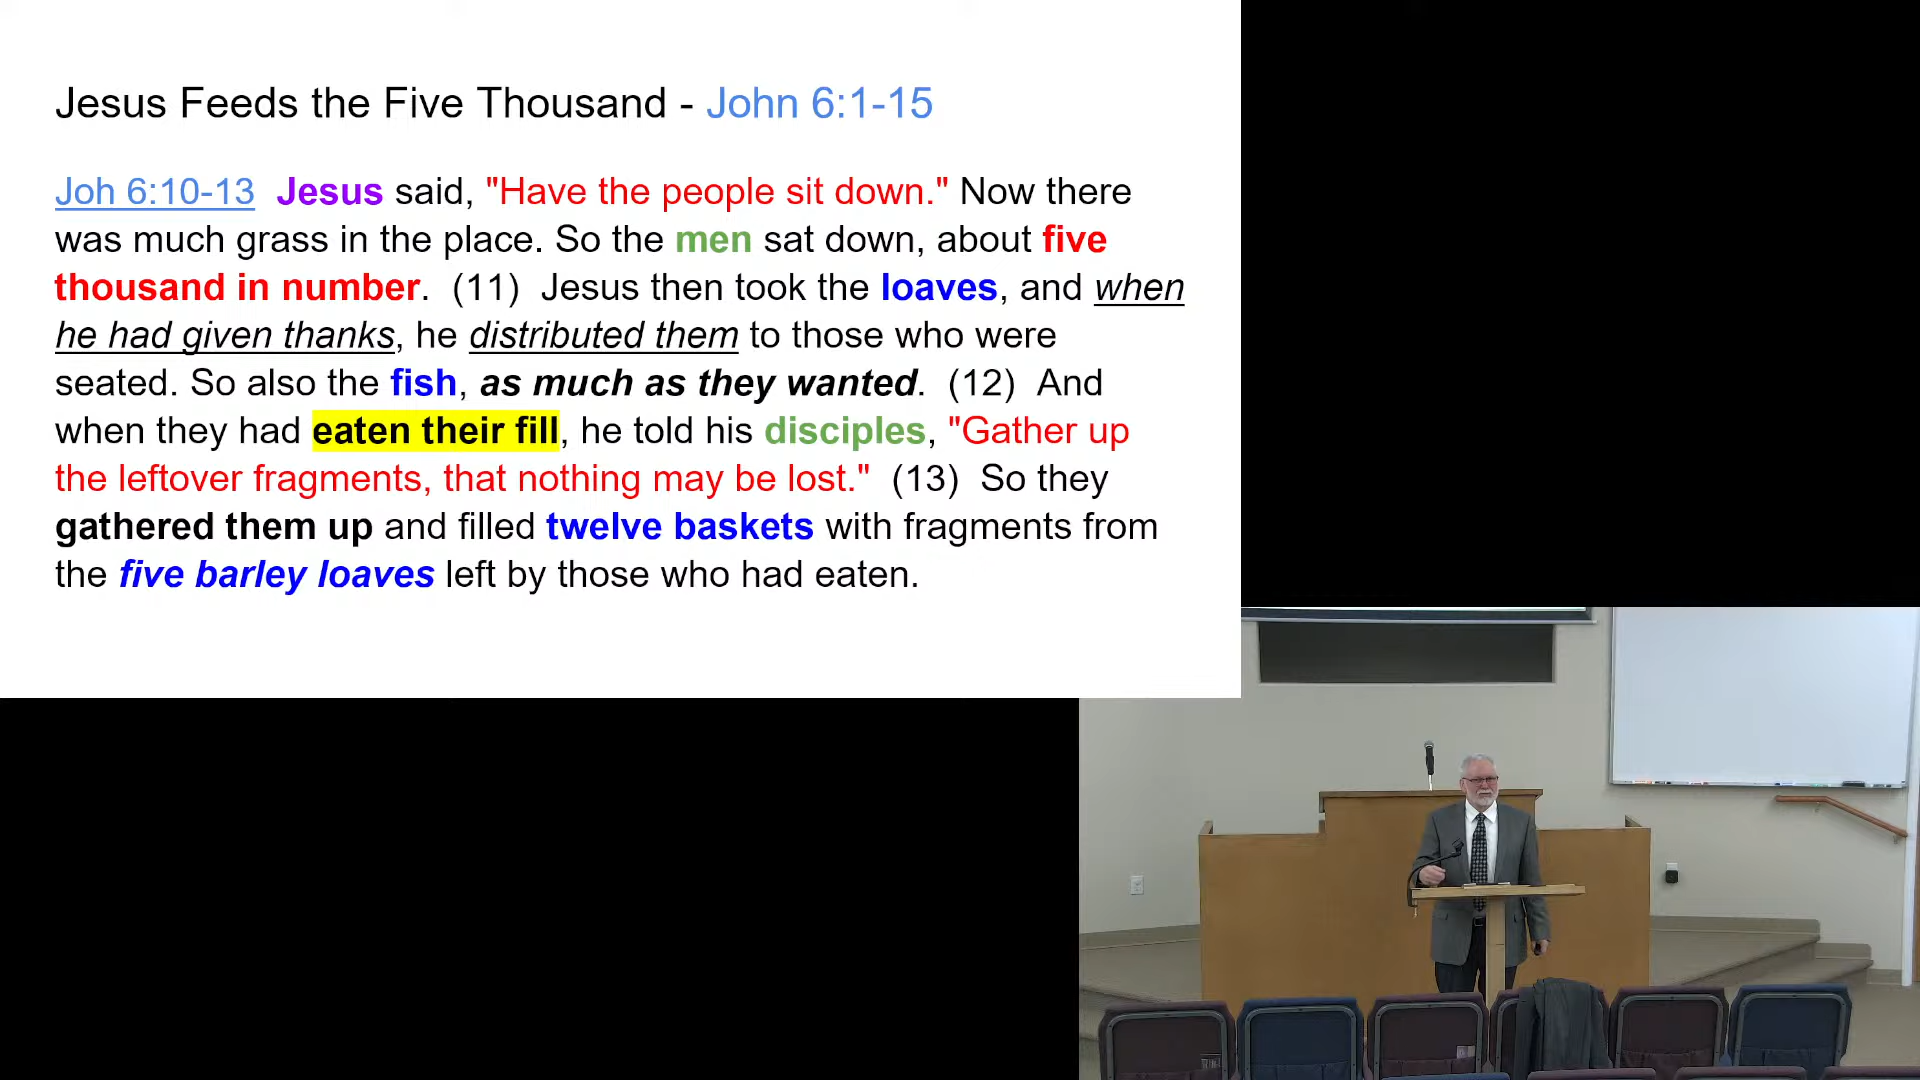 Jesus Feeds the Five Thousand - John 6:1-15
Joh 6:10-13  Jesus said, "Have the people sit down." Now there
was much grass in the place. So the men sat down, about five
thousand in number.  (11)  Jesus then took the loaves, and when
he had given thanks, he distributed them to those who were
seated. So also the fish, as much as they wanted.  (12)  And
when they had eaten their fill, he told his disciples, "Gather up
the leftover fragments, that nothing may be lost."  (13)  So they
gathered them up and filled twelve baskets with fragments from
the five barley loaves left by those who had eaten.